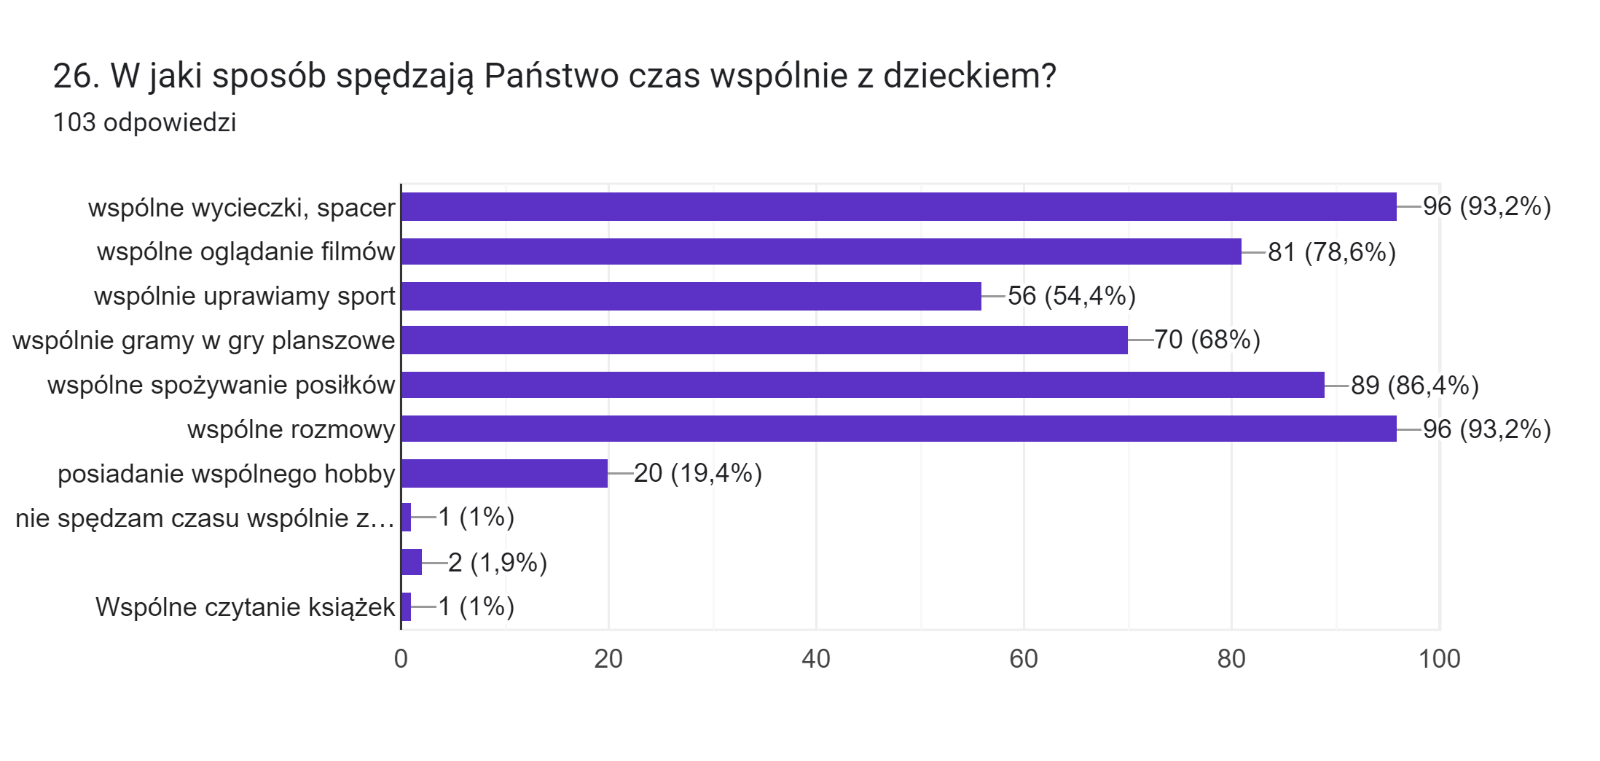 26. W jaki sposób spędzają Państwo czas wspólnie z dzieckiem?
103 odpowiedzi
wspólne wycieczki, spacer 96 (93,2%)
wspólne oglądanie filmów 81 (78,6%)
wspólnie uprawiamy sport 56 (54,4%)
wspólnie gramy w gry planszowe 70 (68%)
wspólne spożywanie posiłków 89 (86,4%)
wspólne rozmowy 96 (93,2%)
posiadanie wspólnego hobby 20 (19,4%)
nie spędzam czasu wspólnie z… 1 (1%)
2 (1,9%)
Wspólne czytanie książek 1 (1%)
0 20 40 60 80 100